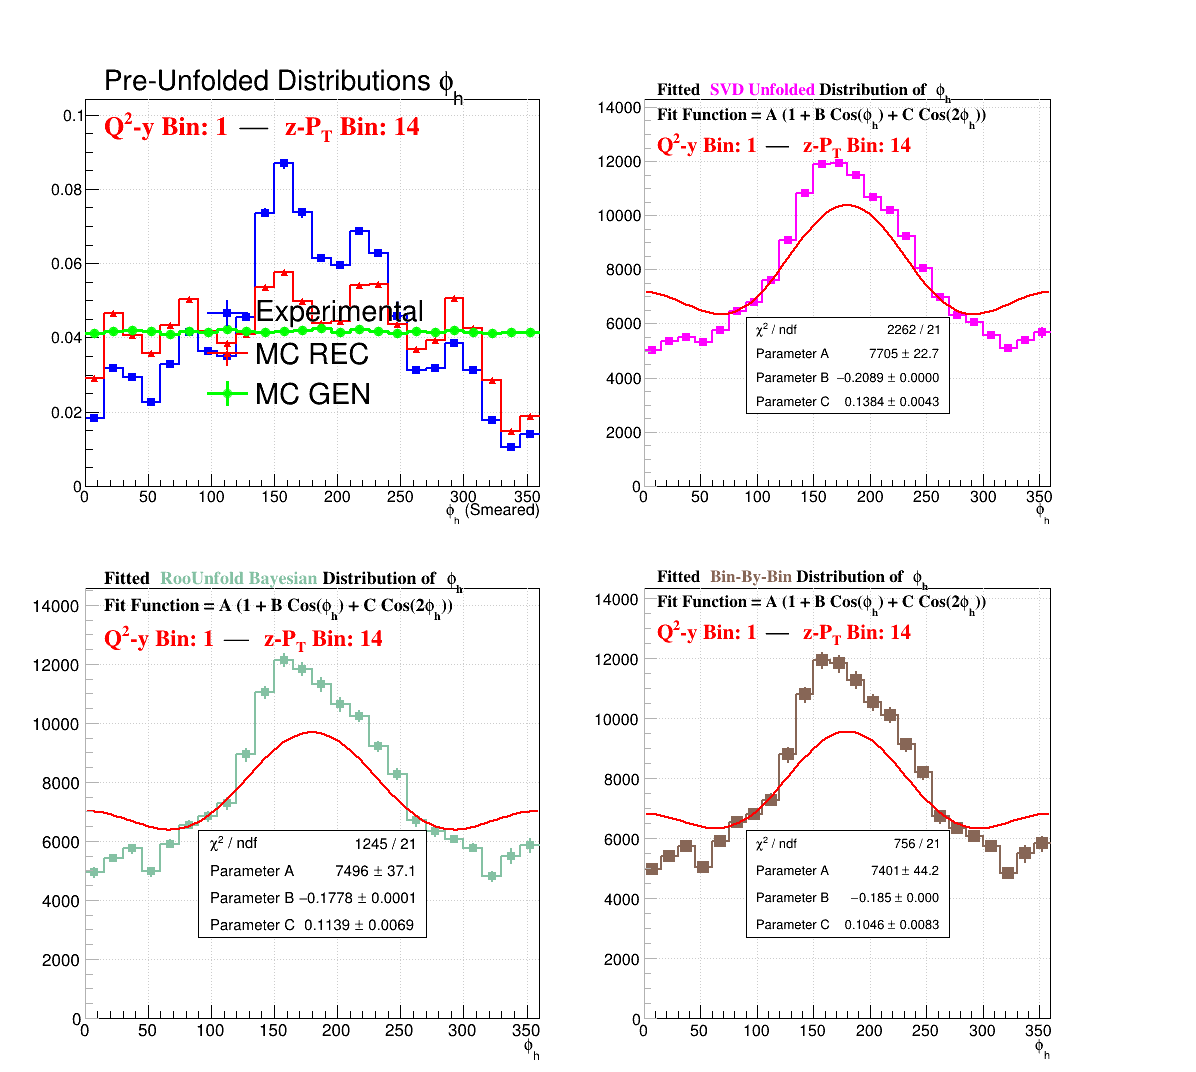 Pre-Unfolded Distributions ϕh
Q²-y Bin: 1 — z-PT Bin: 14
0.1
0.08
0.06
0.04
0.02
0
Experimental
MC REC
MC GEN
0 50 100 150 200 250 300 350
ϕh (Smeared)
Fitted SVD Unfolded Distribution of ϕh
Fit Function = A (1 + B Cos(ϕh) + C Cos(2ϕh))
Q²-y Bin: 1 — z-PT Bin: 14
14000
12000
10000
8000
6000
4000
2000
0
χ² / ndf 2262 / 21
Parameter A 7705 ± 22.7
Parameter B −0.2089 ± 0.0000
Parameter C 0.1384 ± 0.0043
0 50 100 150 200 250 300 350
ϕh
Fitted RooUnfold Bayesian Distribution of ϕh
Fit Function = A (1 + B Cos(ϕh) + C Cos(2ϕh))
Q²-y Bin: 1 — z-PT Bin: 14
14000
12000
10000
8000
6000
4000
2000
0
χ² / ndf 1245 / 21
Parameter A 7496 ± 37.1
Parameter B −0.1778 ± 0.0001
Parameter C 0.1139 ± 0.0069
0 50 100 150 200 250 300 350
ϕh
Fitted Bin-By-Bin Distribution of ϕh
Fit Function = A (1 + B Cos(ϕh) + C Cos(2ϕh))
Q²-y Bin: 1 — z-PT Bin: 14
14000
12000
10000
8000
6000
4000
2000
0
χ² / ndf 756 / 21
Parameter A 7401 ± 44.2
Parameter B −0.185 ± 0.000
Parameter C 0.1046 ± 0.0083
0 50 100 150 200 250 300 350
ϕh